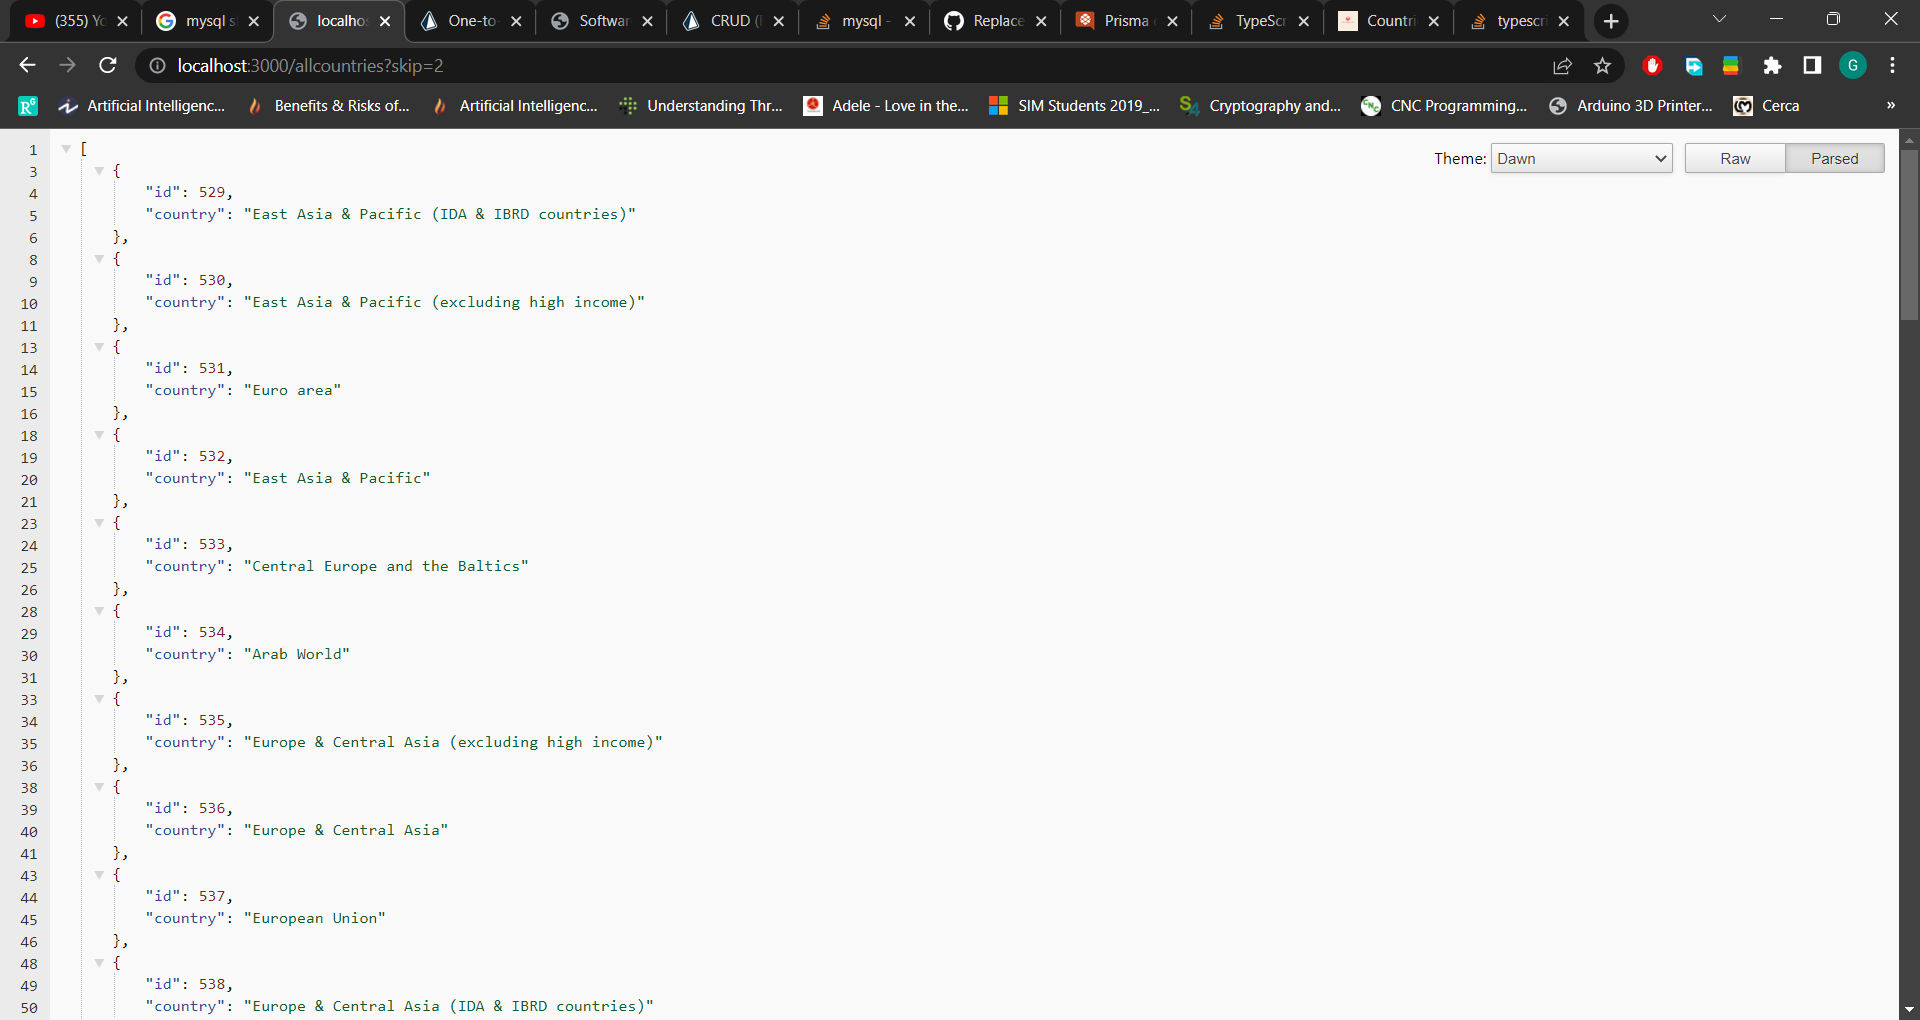 (355) Yo
mysql s
localhos
One-to-
Softwar
CRUD (
mysql -
Replace
Prisma
TypeScr
Countri
typescri
localhost:3000/allcountries?skip=2
G
Artificial Intelligenc...
Benefits & Risks of...
Artificial Intelligenc...
Understanding Thr...
Adele - Love in the...
SIM Students 2019_...
Cryptography and...
CNC Programming...
Arduino 3D Printer...
Cerca
»
Theme: Dawn Raw Parsed
1 [
3 {
4 "id": 529,
5 "country": "East Asia & Pacific (IDA & IBRD countries)"
6 },
8 {
9 "id": 530,
10 "country": "East Asia & Pacific (excluding high income)"
11 },
13 {
14 "id": 531,
15 "country": "Euro area"
16 },
18 {
19 "id": 532,
20 "country": "East Asia & Pacific"
21 },
23 {
24 "id": 533,
25 "country": "Central Europe and the Baltics"
26 },
28 {
29 "id": 534,
30 "country": "Arab World"
31 },
33 {
34 "id": 535,
35 "country": "Europe & Central Asia (excluding high income)"
36 },
38 {
39 "id": 536,
40 "country": "Europe & Central Asia"
41 },
43 {
44 "id": 537,
45 "country": "European Union"
46 },
48 {
49 "id": 538,
50 "country": "Europe & Central Asia (IDA & IBRD countries)"